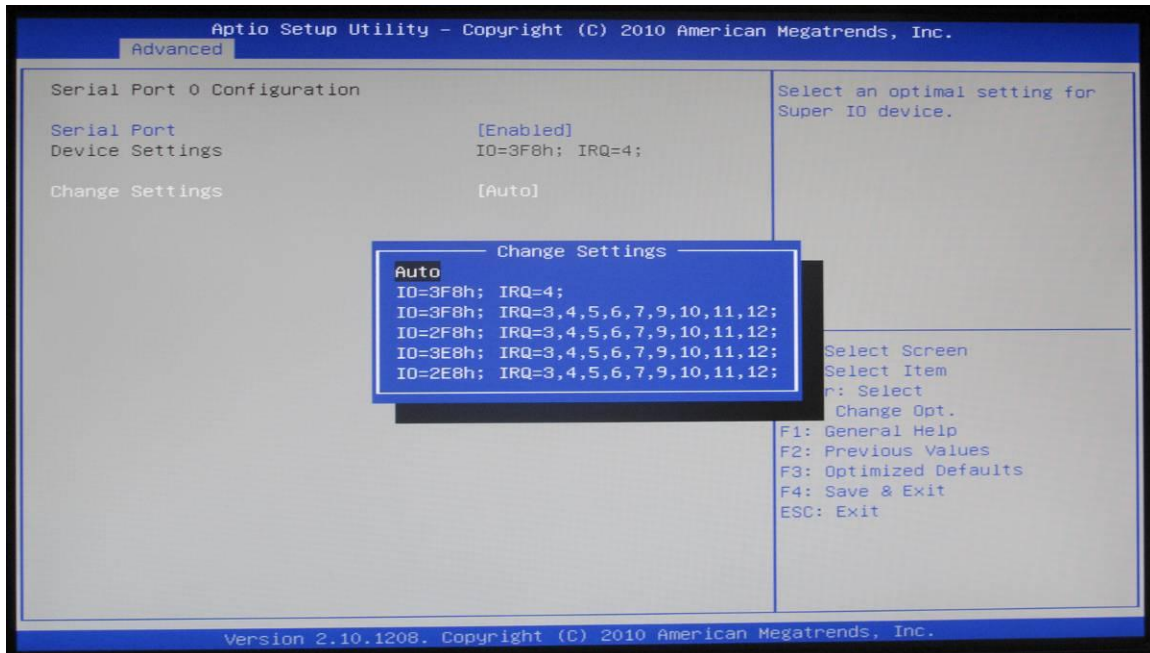 Aptio Setup Utility – Copyright (C) 2010 American Megatrends, Inc.
Advanced
Serial Port 0 Configuration
Serial Port [Enabled]
Device Settings IO=3F8h; IRQ=4;
Change Settings [Auto]
Select an optimal setting for
Super IO device.
Change Settings
Auto
IO=3F8h; IRQ=4;
IO=3F8h; IRQ=3,4,5,6,7,9,10,11,12;
IO=2F8h; IRQ=3,4,5,6,7,9,10,11,12;
IO=3E8h; IRQ=3,4,5,6,7,9,10,11,12;
IO=2E8h; IRQ=3,4,5,6,7,9,10,11,12;
Select Screen
Select Item
r: Select
Change Opt.
F1: General Help
F2: Previous Values
F3: Optimized Defaults
F4: Save & Exit
ESC: Exit
Version 2.10.1208. Copyright (C) 2010 American Megatrends, Inc.